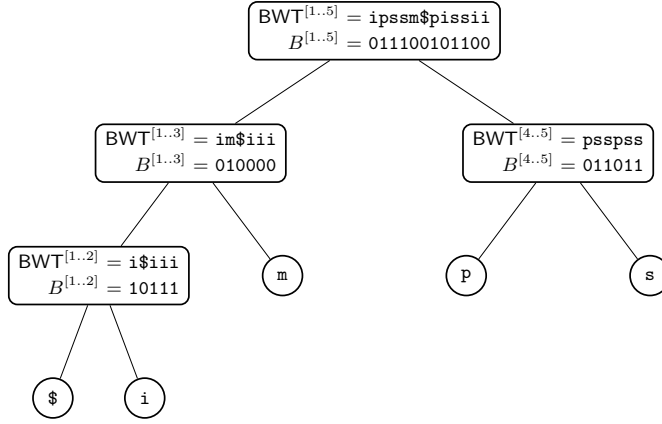 BWT^[1..5] = ipssm$pissii
B^[1..5] = 011100101100
BWT^[1..3] = im$iii
B^[1..3] = 010000
BWT^[4..5] = psspss
B^[4..5] = 011011
BWT^[1..2] = i$iii
B^[1..2] = 10111
m
p
s
$
i